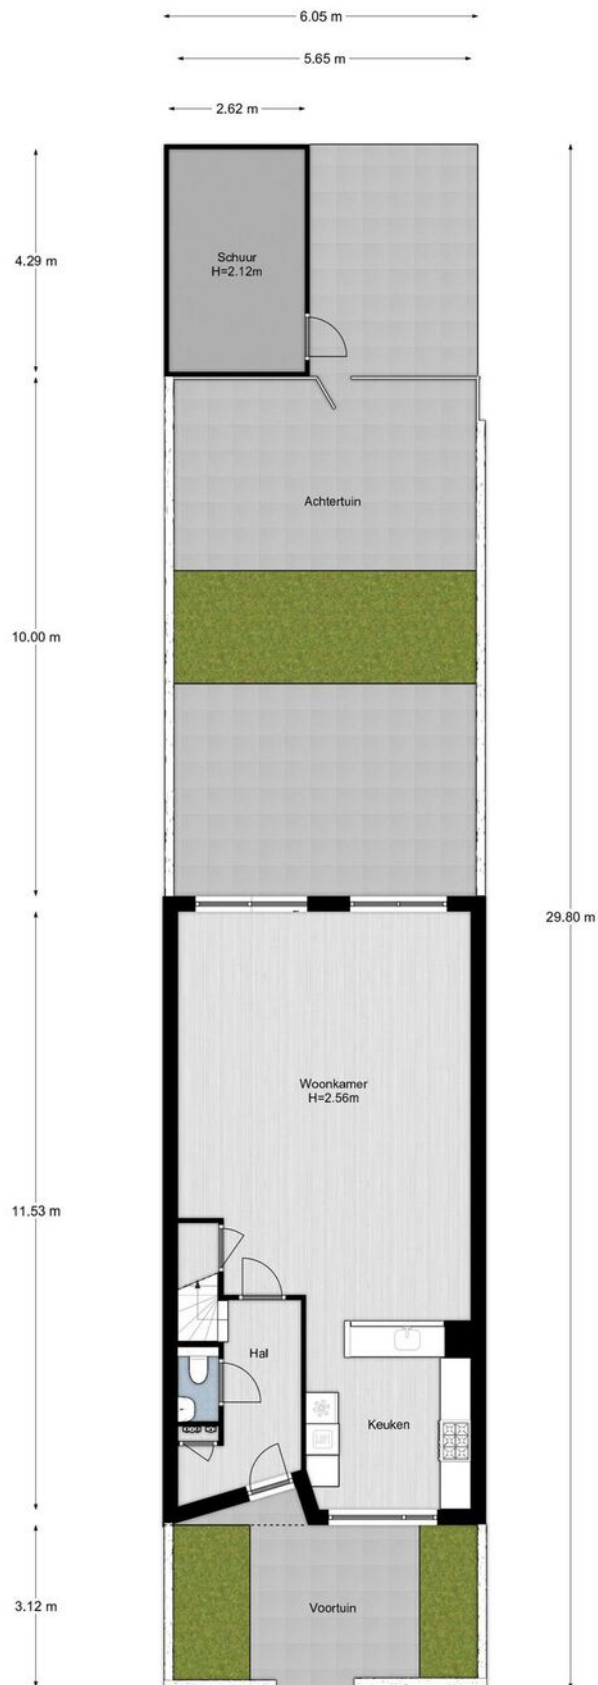 6.05 m
5.65 m
2.62 m
4.29 m
Schuur
H=2.12m
Achtertuin
10.00 m
29.80 m
Woonkamer
H=2.56m
11.53 m
Hal
Keuken
3.12 m
Voortuin